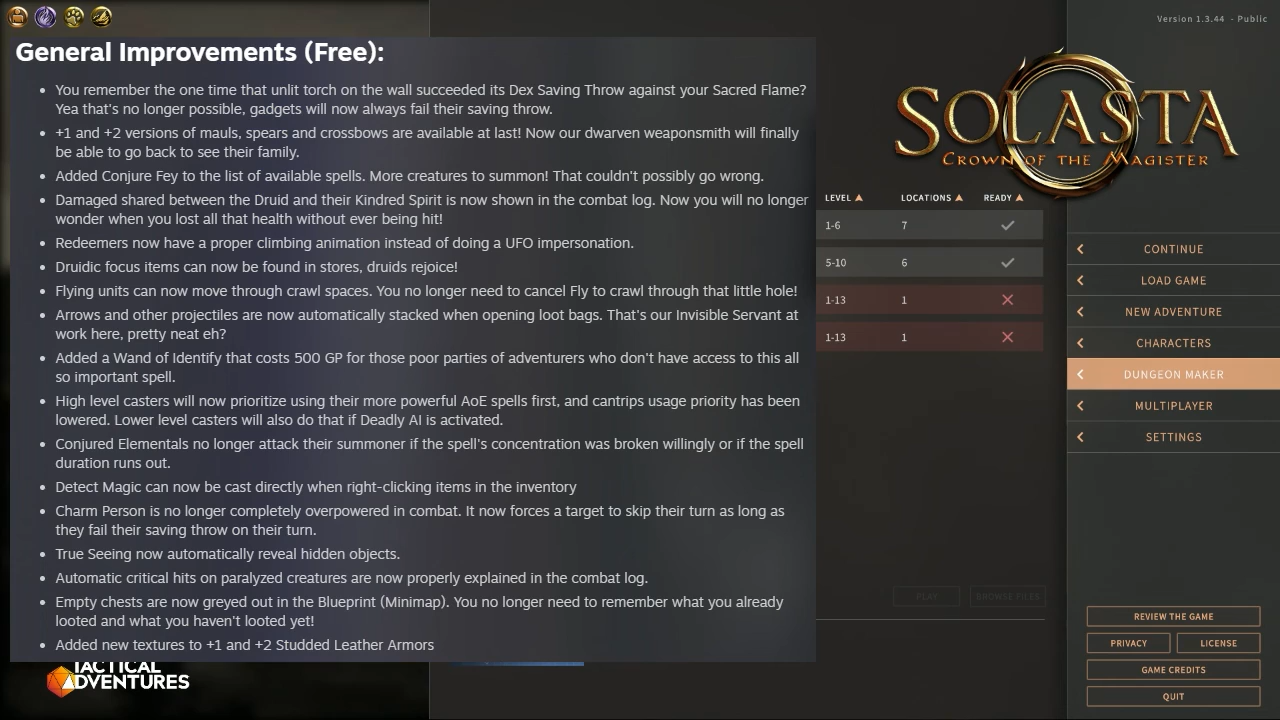 Version 1.3.44 - Public
General Improvements (Free):
• You remember the one time that unlit torch on the wall succeeded its Dex Saving Throw against your Sacred Flame?
Yea that's no longer possible, gadgets will now always fail their saving throw.
• +1 and +2 versions of mauls, spears and crossbows are available at last! Now our dwarven weaponsmith will finally
be able to go back to see their family.
• Added Conjure Fey to the list of available spells. More creatures to summon! That couldn't possibly go wrong.
• Damaged shared between the Druid and their Kindred Spirit is now shown in the combat log. Now you will no longer
wonder when you lost all that health without ever being hit!
• Redeemers now have a proper climbing animation instead of doing a UFO impersonation.
• Druidic focus items can now be found in stores, druids rejoice!
• Flying units can now move through crawl spaces. You no longer need to cancel Fly to crawl through that little hole!
• Arrows and other projectiles are now automatically stacked when opening loot bags. That's our Invisible Servant at
work here, pretty neat eh?
• Added a Wand of Identify that costs 500 GP for those poor parties of adventurers who don't have access to this all
so important spell.
• High level casters will now prioritize using their more powerful AoE spells first, and cantrips usage priority has been
lowered. Lower level casters will also do that if Deadly AI is activated.
• Conjured Elementals no longer attack their summoner if the spell's concentration was broken willingly or if the spell
duration runs out.
• Detect Magic can now be cast directly when right-clicking items in the inventory
• Charm Person is no longer completely overpowered in combat. It now forces a target to skip their turn as long as
they fail their saving throw on their turn.
• True Seeing now automatically reveal hidden objects.
• Automatic critical hits on paralyzed creatures are now properly explained in the combat log.
• Empty chests are now greyed out in the Blueprint (Minimap). You no longer need to remember what you already
looted and what you haven't looted yet!
• Added new textures to +1 and +2 Studded Leather Armors
TACTICAL
ADVENTURES
LEVEL LOCATIONS READY
1-6 7
5-10 6
1-13 1
1-13 1
PLAY BROWSE FILES
SOLASTA
CROWN OF THE MAGISTER
CONTINUE
LOAD GAME
NEW ADVENTURE
CHARACTERS
DUNGEON MAKER
MULTIPLAYER
SETTINGS
REVIEW THE GAME
PRIVACY LICENSE
GAME CREDITS
QUIT